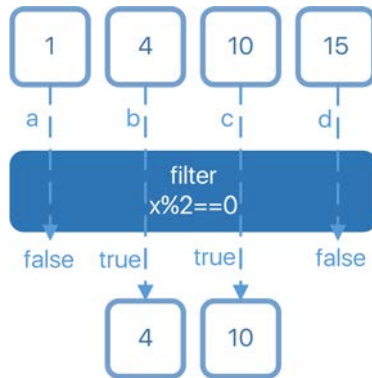 1 4 10 15
a b c d
filter
x%2==0
false true true false
4 10